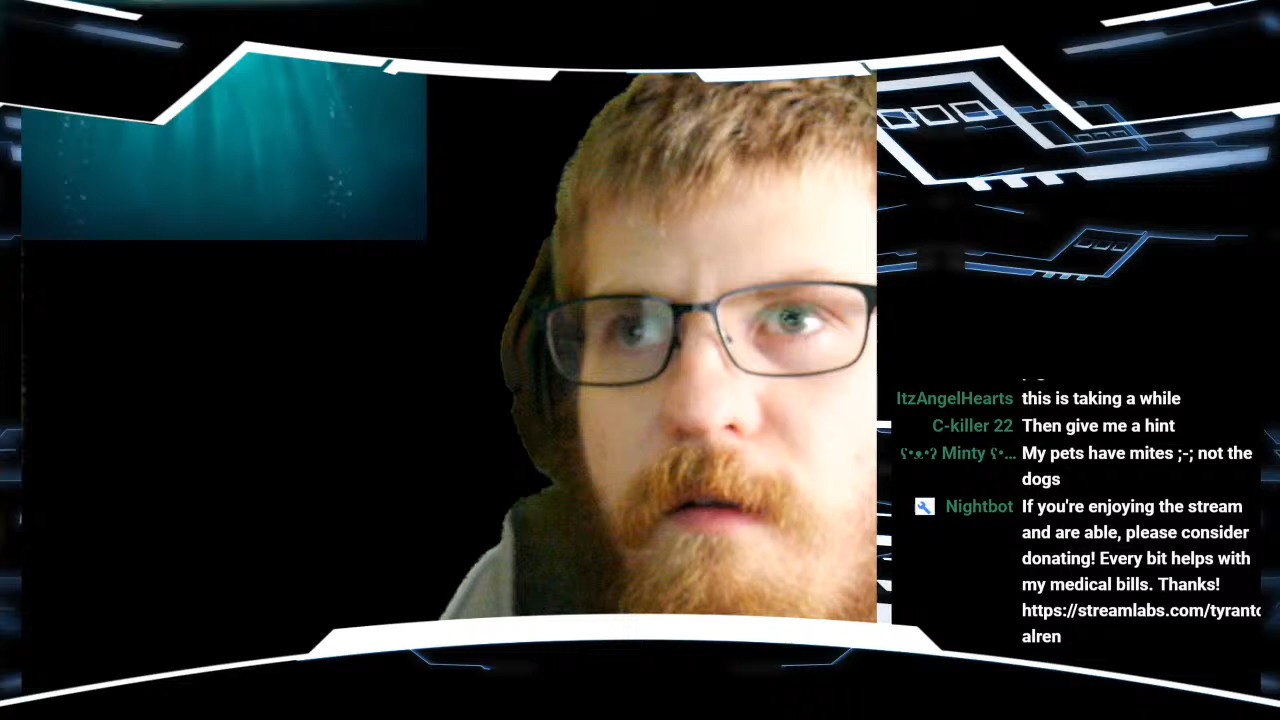 ItzAngelHearts this is taking a while
C-killer 22 Then give me a hint
ʕ•ᴥ•ʔ Minty ʕ•... My pets have mites ;-; not the
dogs
Nightbot If you're enjoying the stream
and are able, please consider
donating! Every bit helps with
my medical bills. Thanks!
https://streamlabs.com/tyrant
alren